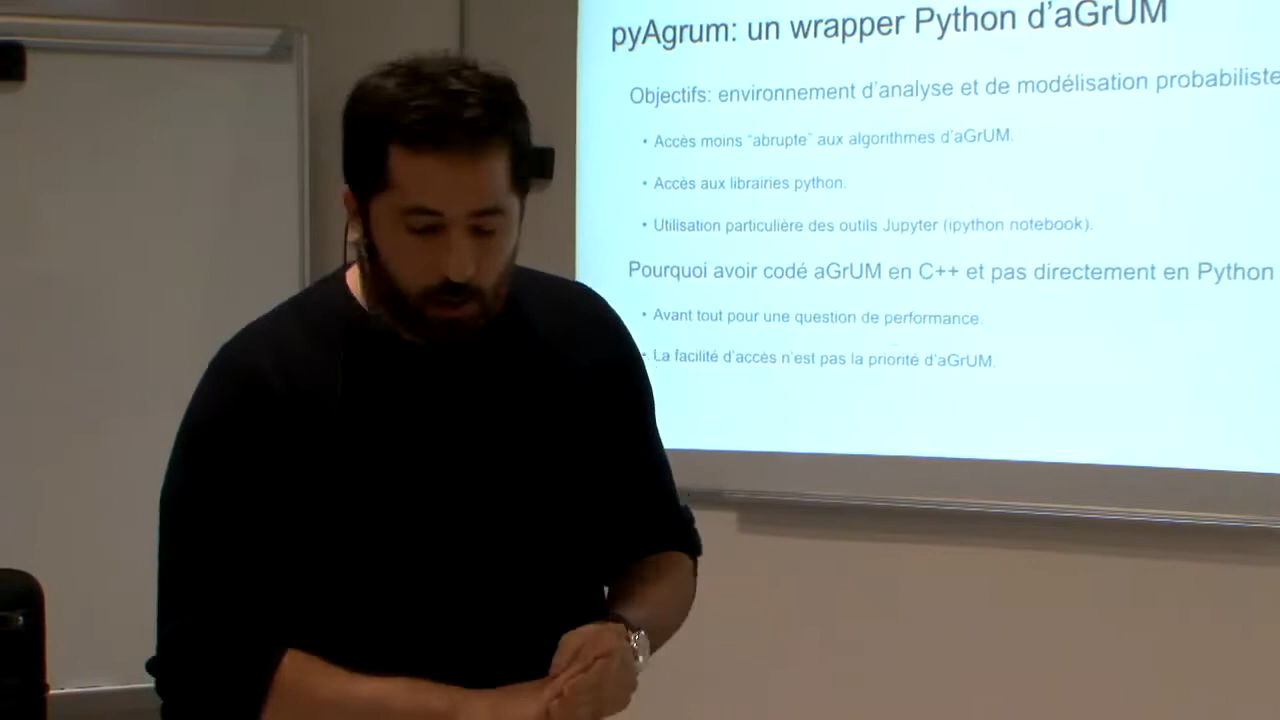 pyAgrum: un wrapper Python d'aGrUM
Objectifs: environnement d'analyse et de modélisation probabiliste
• Accès moins "abrupte" aux algorithmes d'aGrUM.
• Accès aux librairies python.
• Utilisation particulière des outils Jupyter (ipython notebook).
Pourquoi avoir codé aGrUM en C++ et pas directement en Python
• Avant tout pour une question de performance.
• La facilité d'accès n'est pas la priorité d'aGrUM.